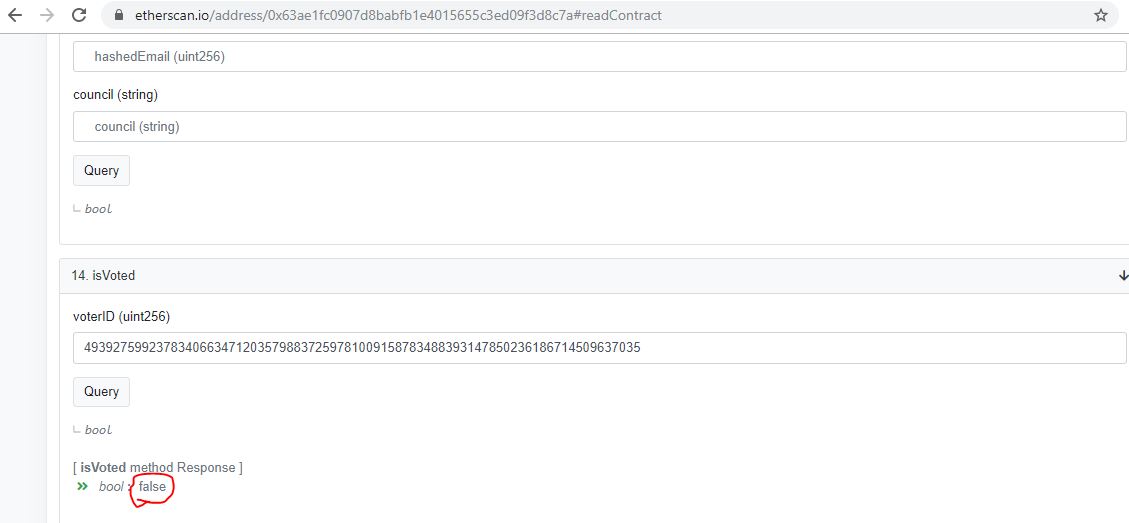 etherscan.io/address/0x63ae1fc0907d8babfb1e4015655c3ed09f3d8c7a#readContract
hashedEmail (uint256)
council (string)
council (string)
Query
bool
14. isVoted
voterID (uint256)
49392759923783406634712035798837259781009158783488393147850236186714509637035
Query
bool
[ isVoted method Response ]
bool : false